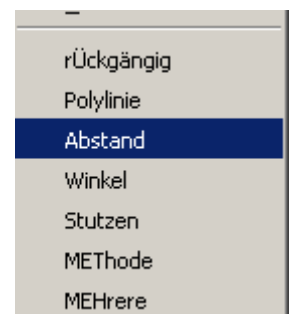 rÜckgängig
Polylinie
Abstand
Winkel
Stutzen
METhode
MEHrere